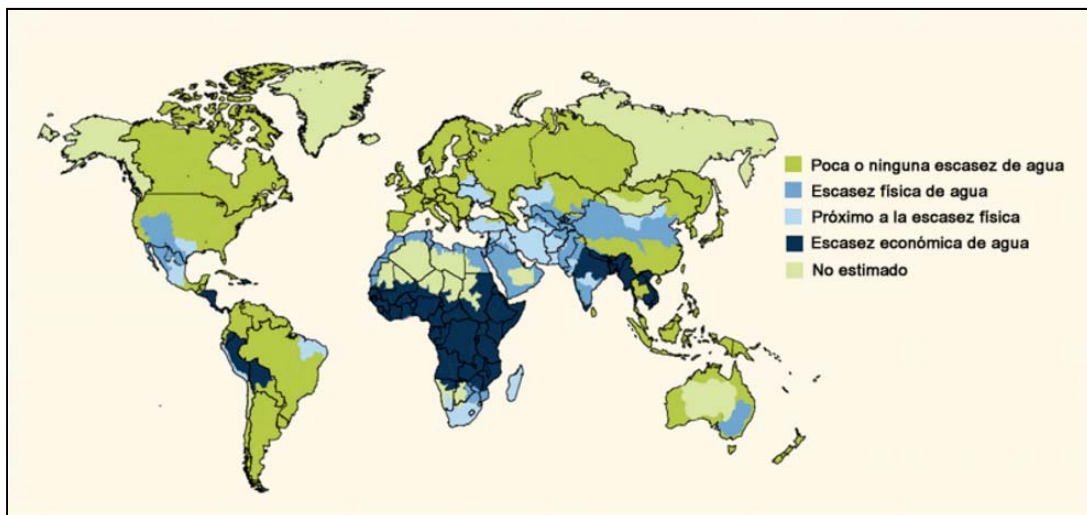 Poca o ninguna escasez de agua
Escasez física de agua
Próximo a la escasez física
Escasez económica de agua
No estimado